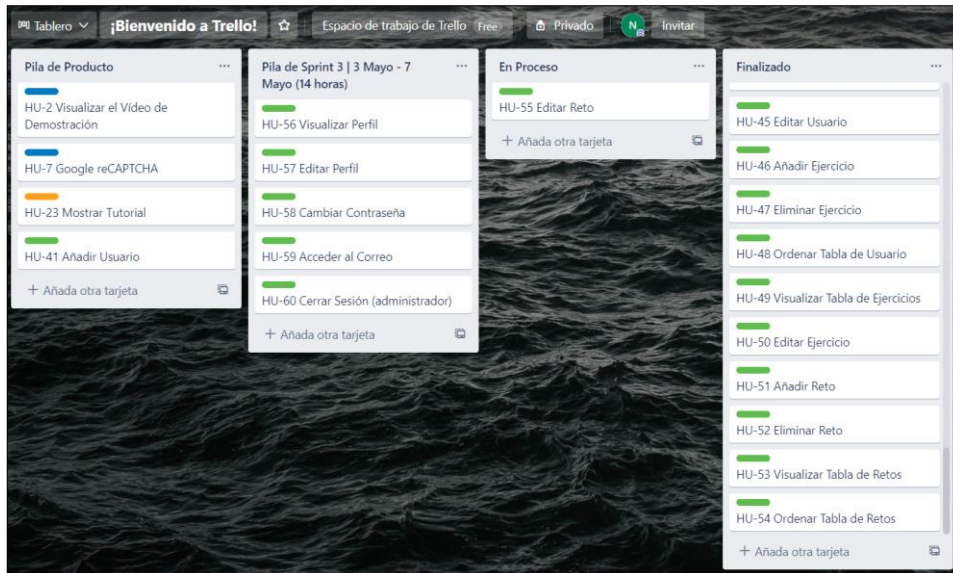 Tablero
¡Bienvenido a Trello!
Espacio de trabajo de Trello Free
Privado
N
Invitar
Pila de Producto
HU-2 Visualizar el Vídeo de
Demostración
HU-7 Google reCAPTCHA
HU-23 Mostrar Tutorial
HU-41 Añadir Usuario
+ Añada otra tarjeta
Pila de Sprint 3 | 3 Mayo - 7
Mayo (14 horas)
HU-56 Visualizar Perfil
HU-57 Editar Perfil
HU-58 Cambiar Contraseña
HU-59 Acceder al Correo
HU-60 Cerrar Sesión (administrador)
+ Añada otra tarjeta
En Proceso
HU-55 Editar Reto
+ Añada otra tarjeta
Finalizado
HU-45 Editar Usuario
HU-46 Añadir Ejercicio
HU-47 Eliminar Ejercicio
HU-48 Ordenar Tabla de Usuario
HU-49 Visualizar Tabla de Ejercicios
HU-50 Editar Ejercicio
HU-51 Añadir Reto
HU-52 Eliminar Reto
HU-53 Visualizar Tabla de Retos
HU-54 Ordenar Tabla de Retos
+ Añada otra tarjeta